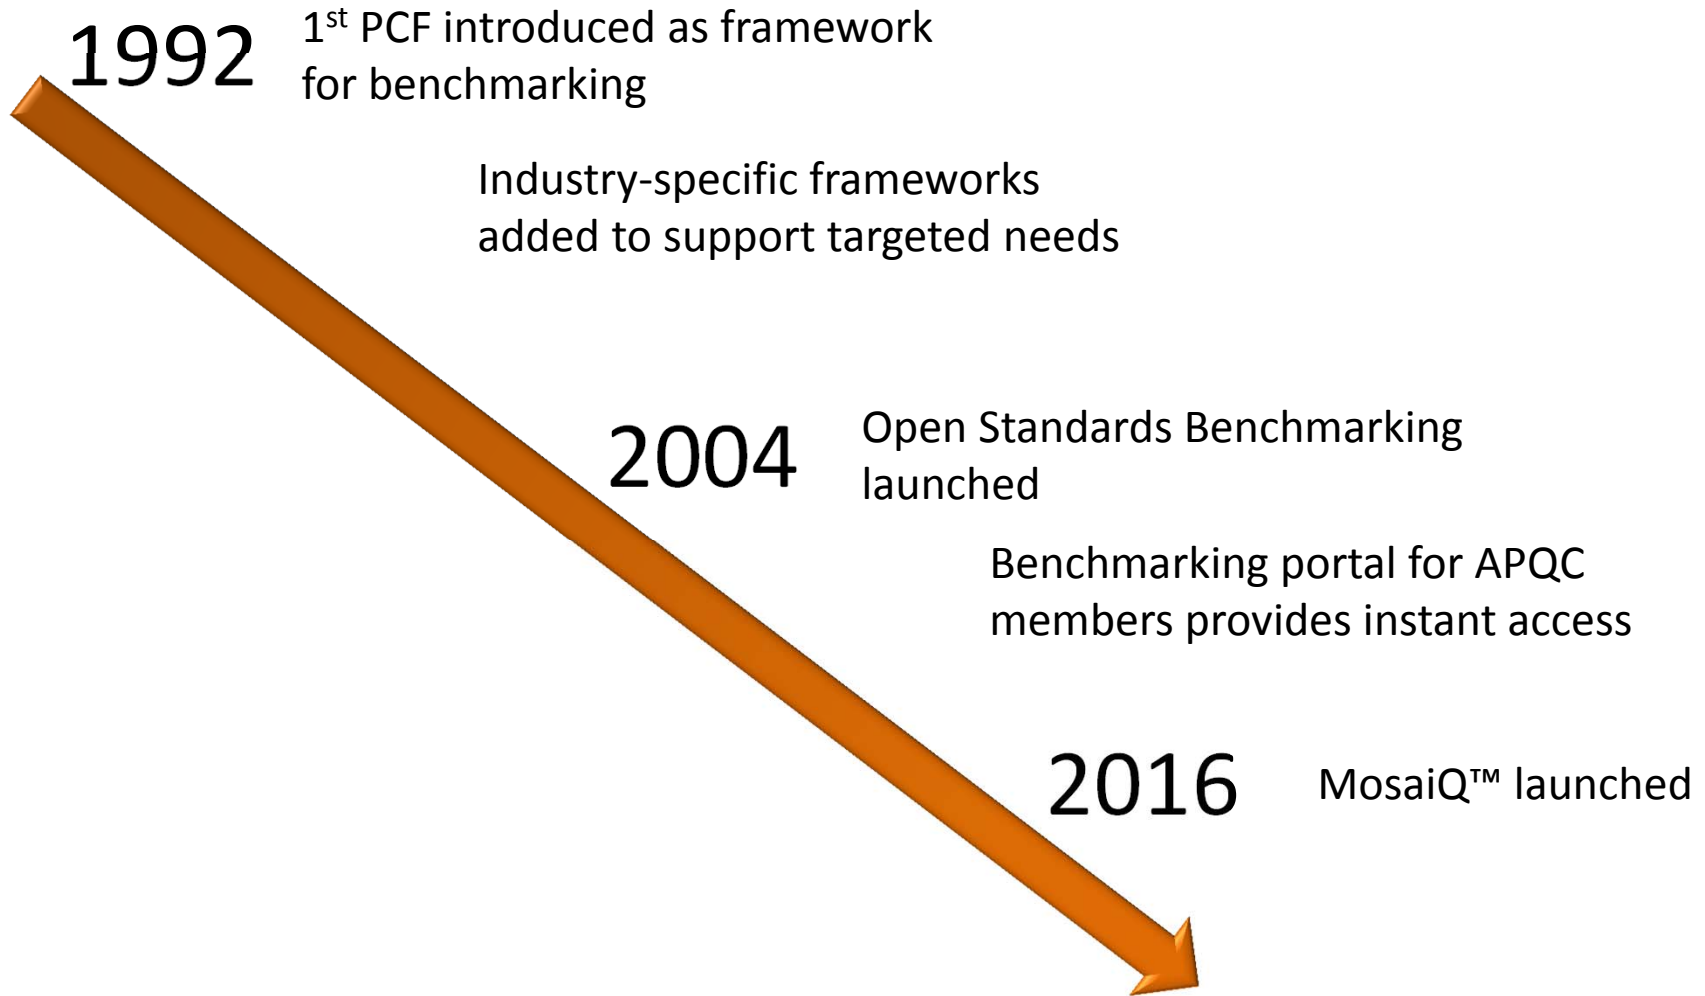 1992
1st PCF introduced as framework
for benchmarking
Industry-specific frameworks
added to support targeted needs
2004
Open Standards Benchmarking
launched
Benchmarking portal for APQC
members provides instant access
2016
MosaiQ™ launched